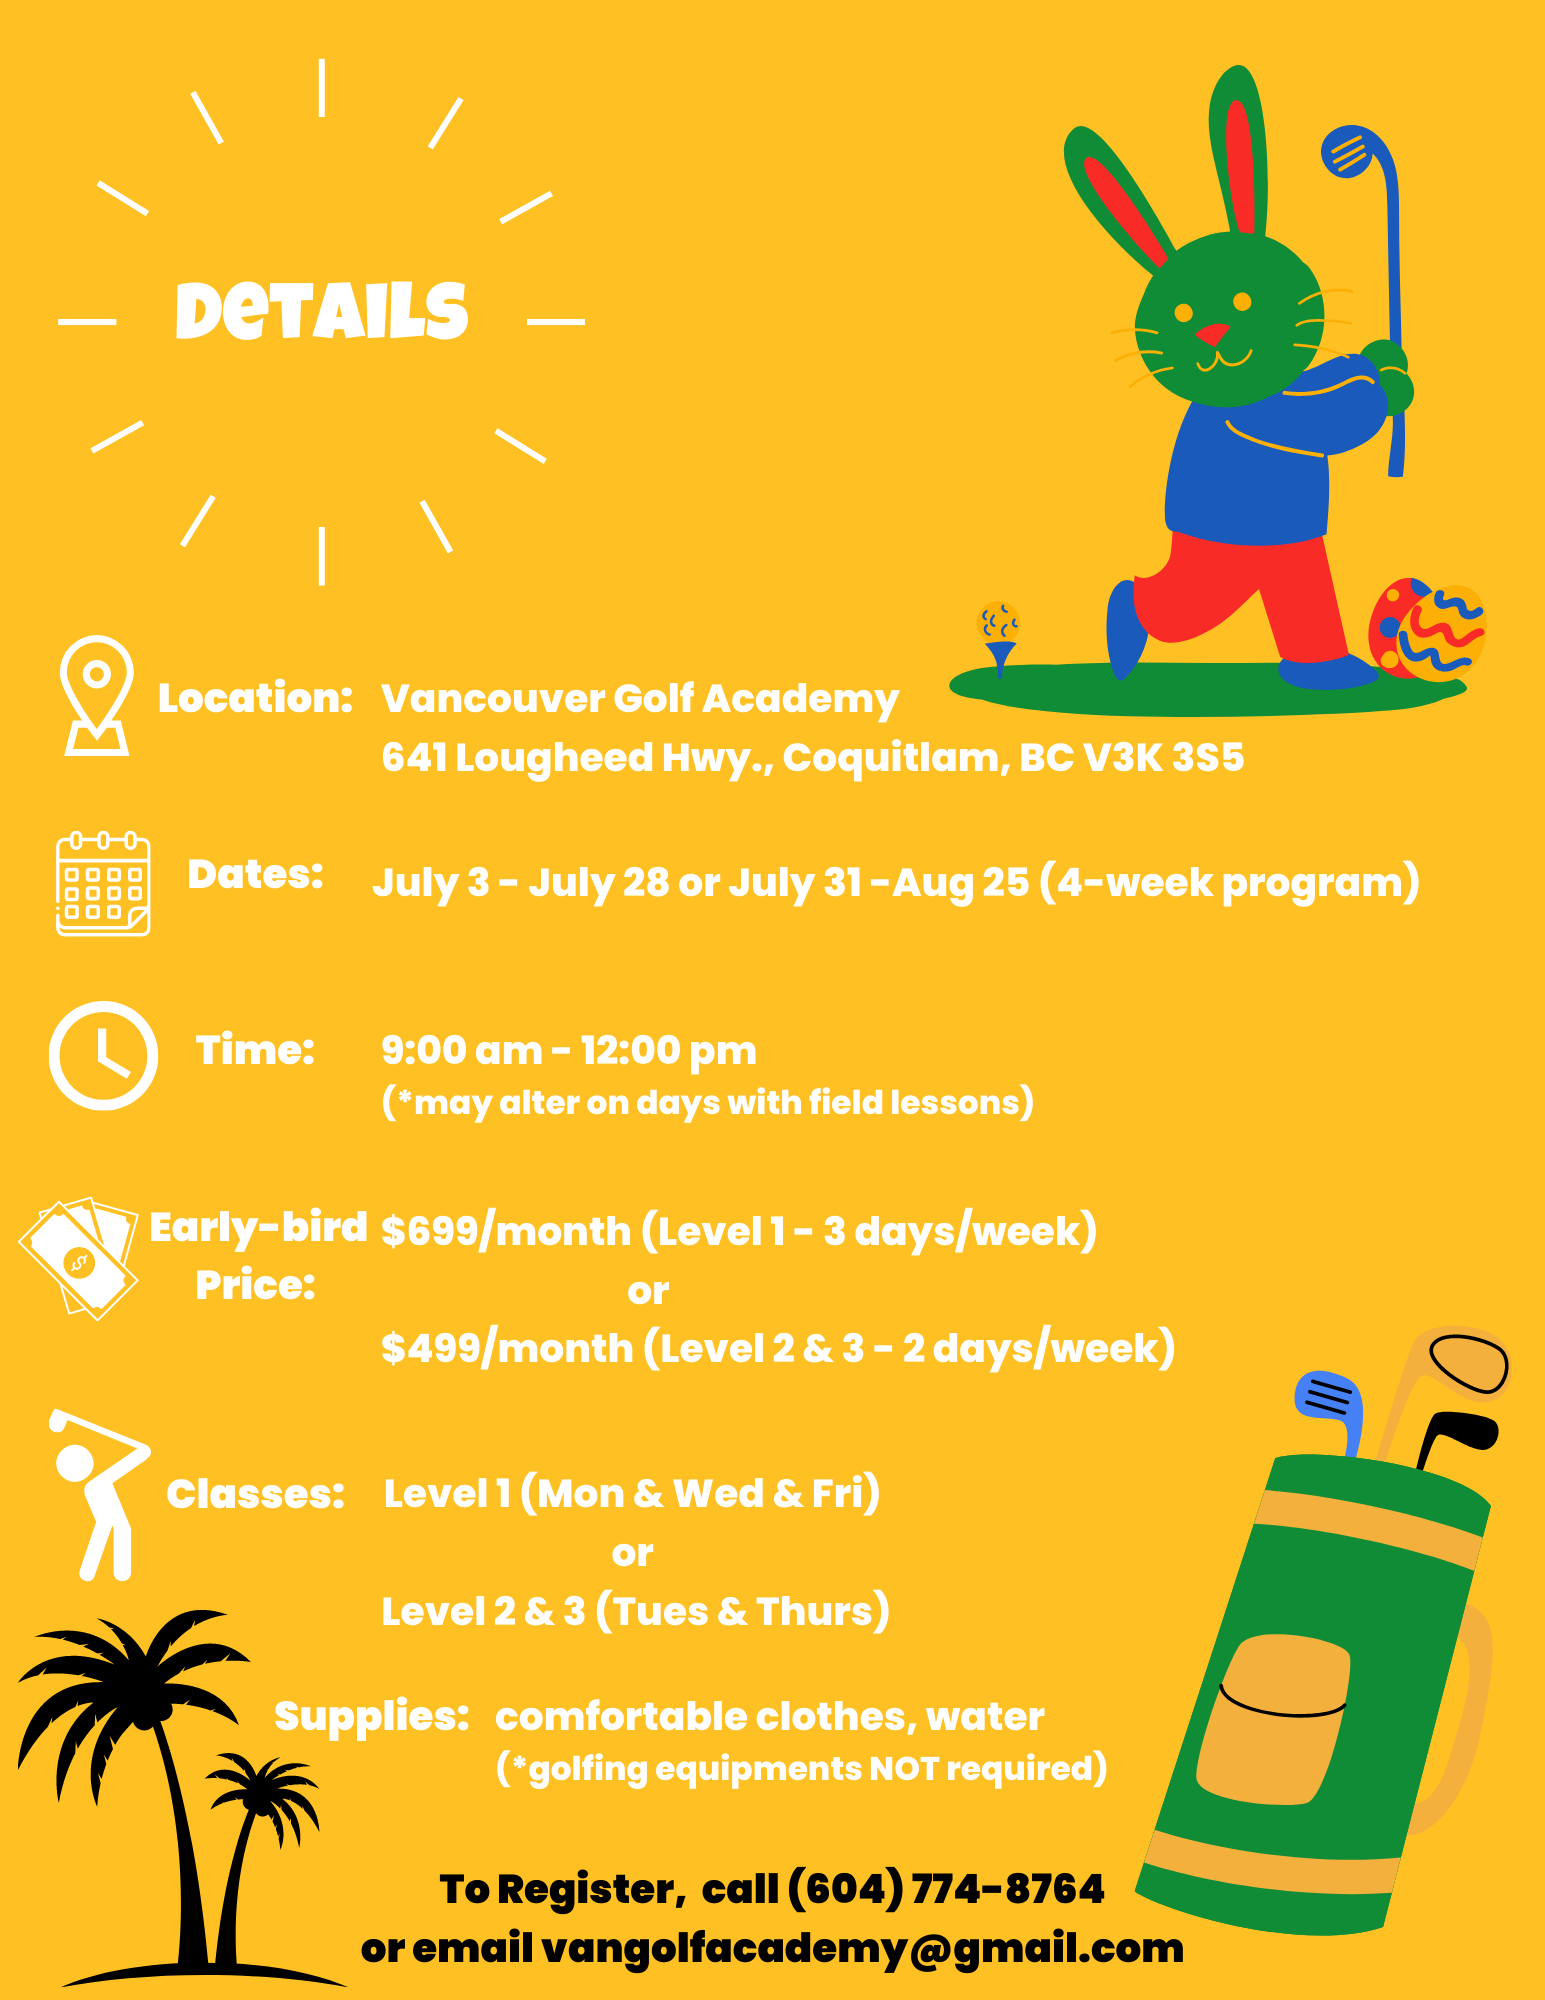 DeTAILS
Location: Vancouver Golf Academy
641 Lougheed Hwy., Coquitlam, BC V3K 3S5
Dates: July 3 - July 28 or July 31 -Aug 25 (4-week program)
Time: 9:00 am - 12:00 pm
(*may alter on days with field lessons)
Early-bird $699/month (Level 1 - 3 days/week)
Price: or
$499/month (Level 2 & 3 - 2 days/week)
Classes: Level 1 (Mon & Wed & Fri)
or
Level 2 & 3 (Tues & Thurs)
Supplies: comfortable clothes, water
(*golfing equipments NOT required)
To Register, call (604) 774-8764
or email vangolfacademy@gmail.com